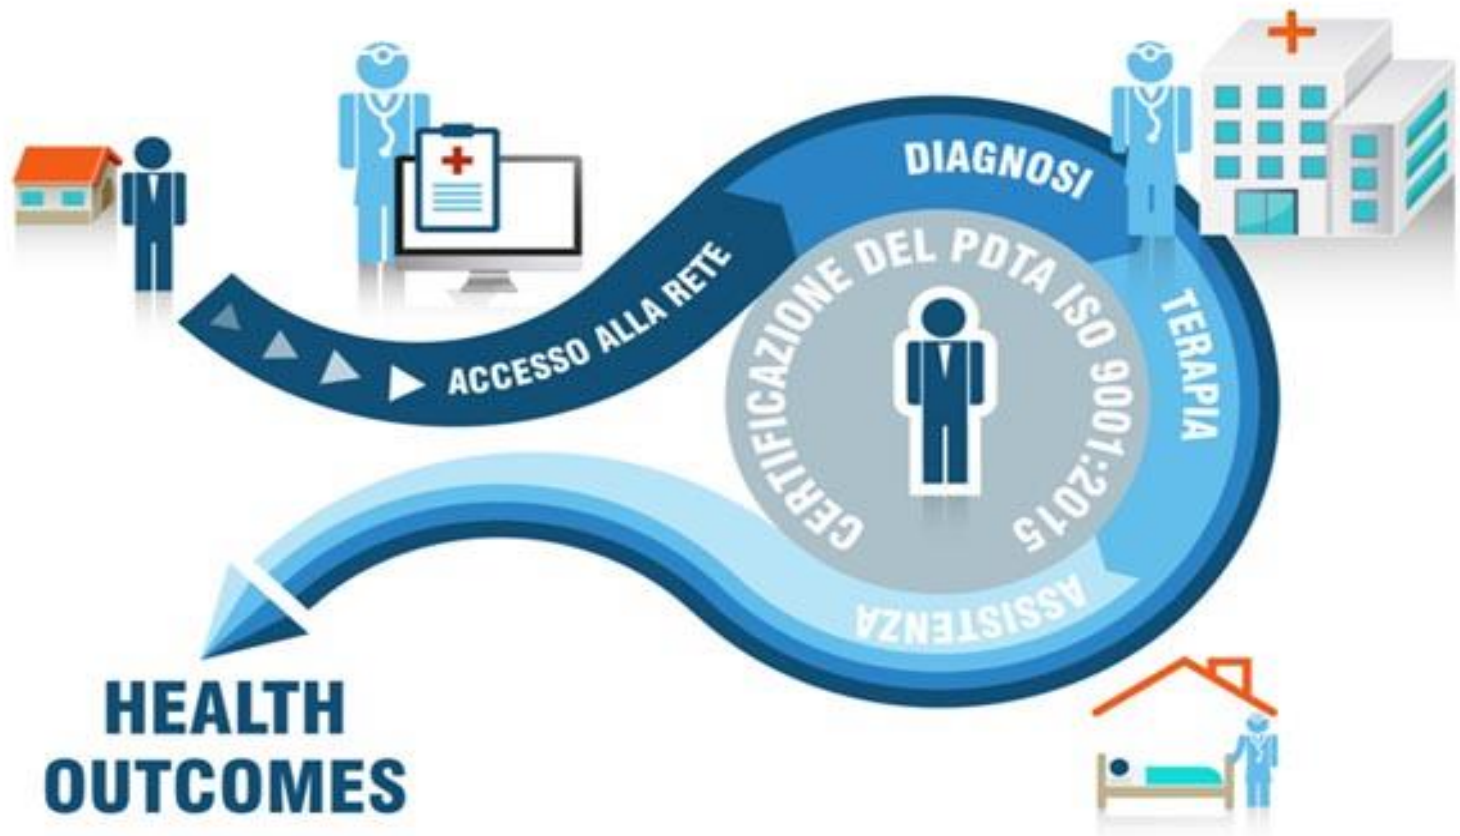 ACCESSO ALLA RETE
DIAGNOSI
TERAPIA
ASSISTENZA
CERTIFICAZIONE DEL PDTA ISO 9001:2015
HEALTH
OUTCOMES